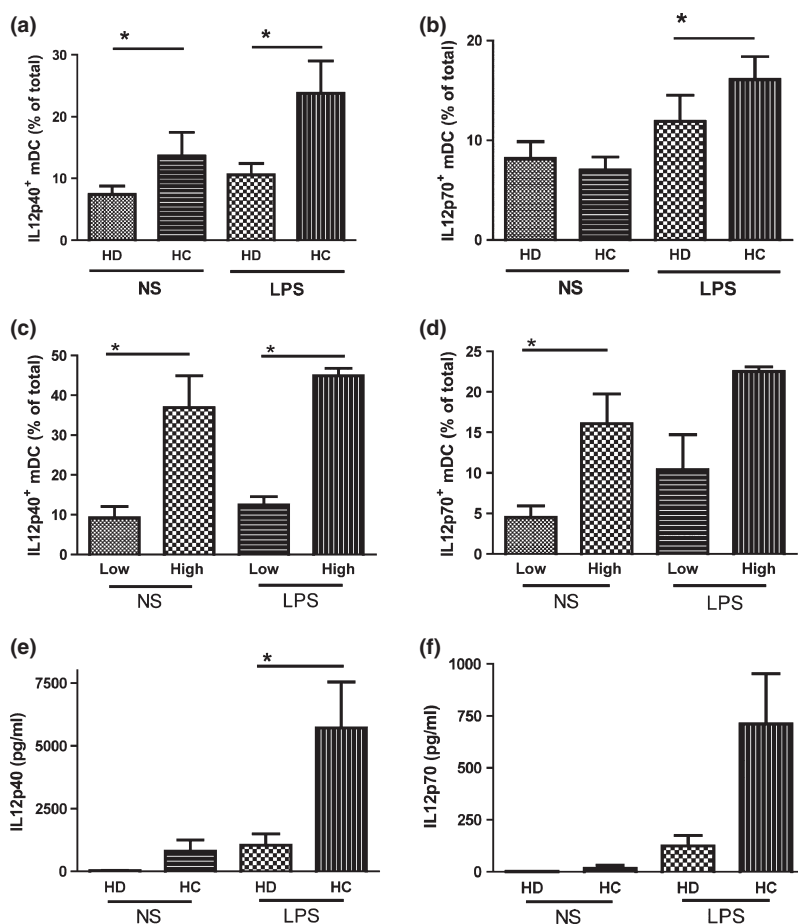 (a)
IL12p40+ mDC (% of total)
30
20
10
0
*
*
HD HC HD HC
NS LPS
(b)
IL12p70+ mDC (% of total)
20
10
0
*
HD HC HD HC
NS LPS
(c)
IL12p40+ mDC (% of total)
50
40
30
20
10
0
*
*
Low High Low High
NS LPS
(d)
IL12p70+ mDC (% of total)
25
20
15
10
5
0
*
Low High Low High
NS LPS
(e)
IL12p40 (pg/ml)
7500
5000
2500
0
*
HD HC HD HC
NS LPS
(f)
IL12p70 (pg/ml)
1000
750
500
250
0
HD HC HD HC
NS LPS